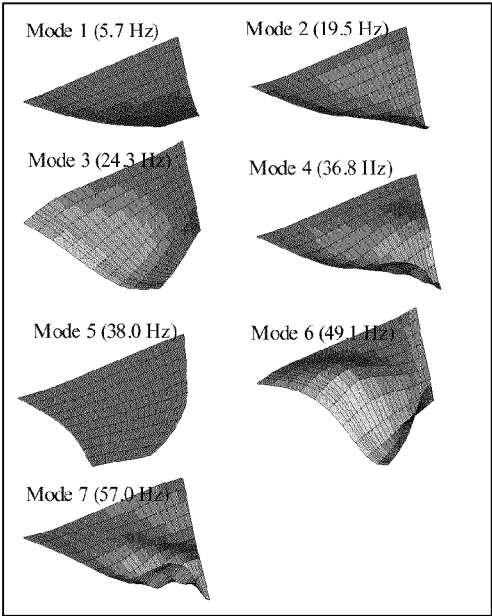 Mode 1 (5.7 Hz)
Mode 2 (19.5 Hz)
Mode 3 (24.3 Hz)
Mode 4 (36.8 Hz)
Mode 5 (38.0 Hz)
Mode 6 (49.1 Hz)
Mode 7 (57.0 Hz)